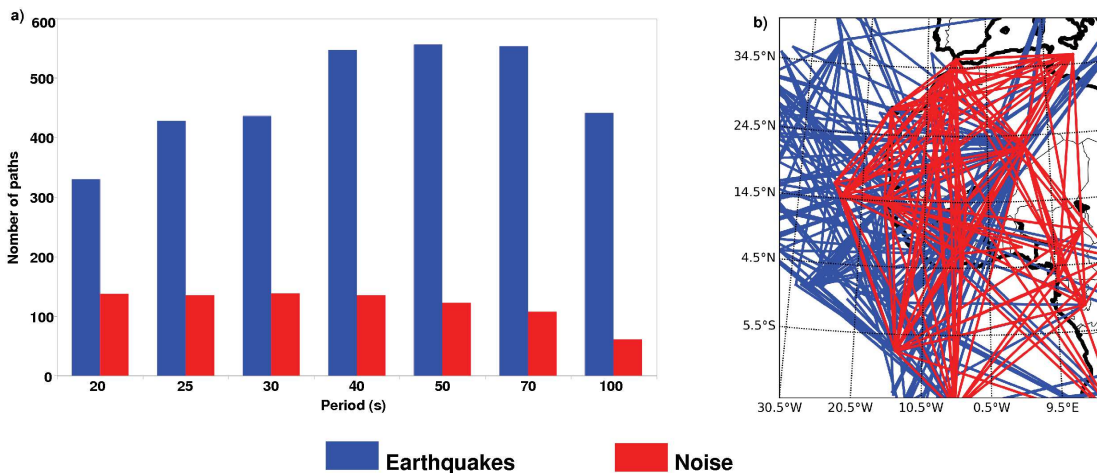 a)
600
500
400
300
200
100
0
Nomber of paths
20 25 30 40 50 70 100
Period (s)
b)
34.5°N
24.5°N
14.5°N
4.5°N
5.5°S
30.5°W 20.5°W 10.5°W 0.5°W 9.5°E
Earthquakes Noise